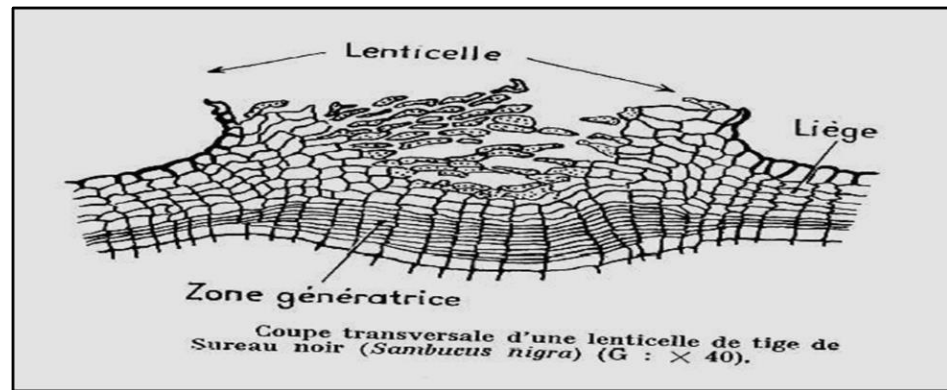 Lenticelle
Liège
Zone génératrice
Coupe transversale d'une lenticelle de tige de
Sureau noir (Sambucus nigra) (G : × 40).